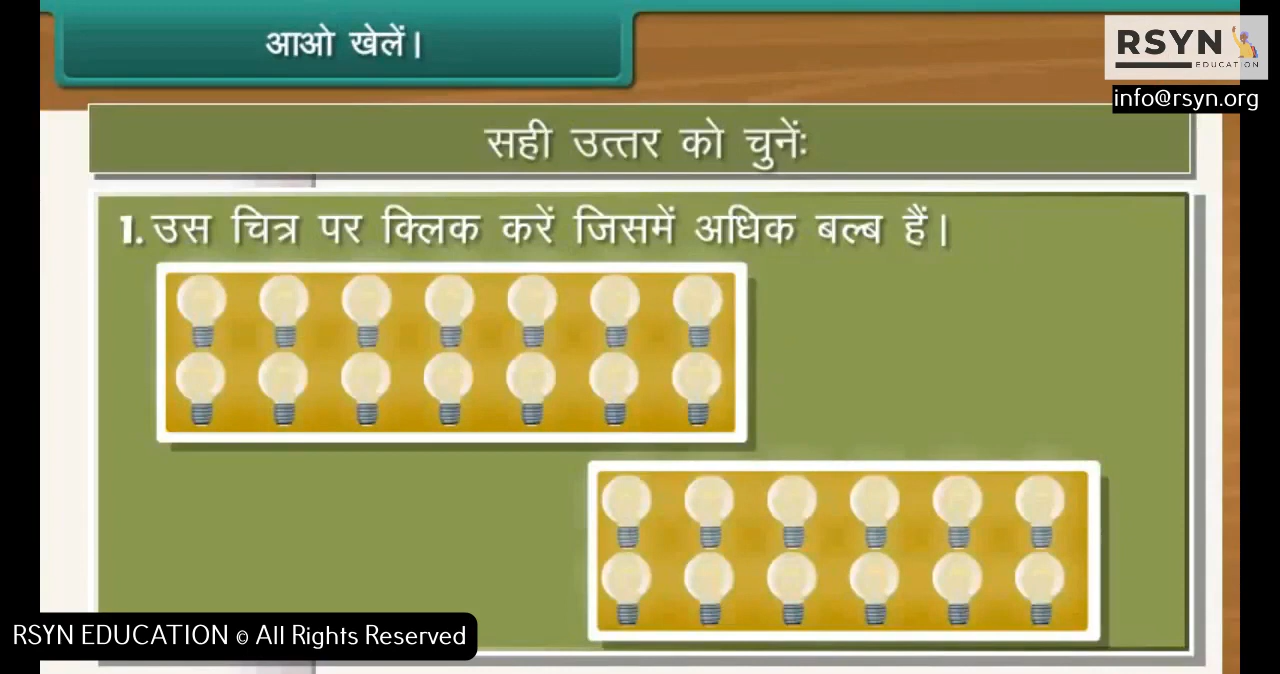 आओ खेलें।
RSYN
EDUCATION
info@rsyn.org
सही उत्तर को चुनेंः
1. उस चित्र पर क्लिक करें जिसमें अधिक बल्ब हैं।
RSYN EDUCATION © All Rights Reserved